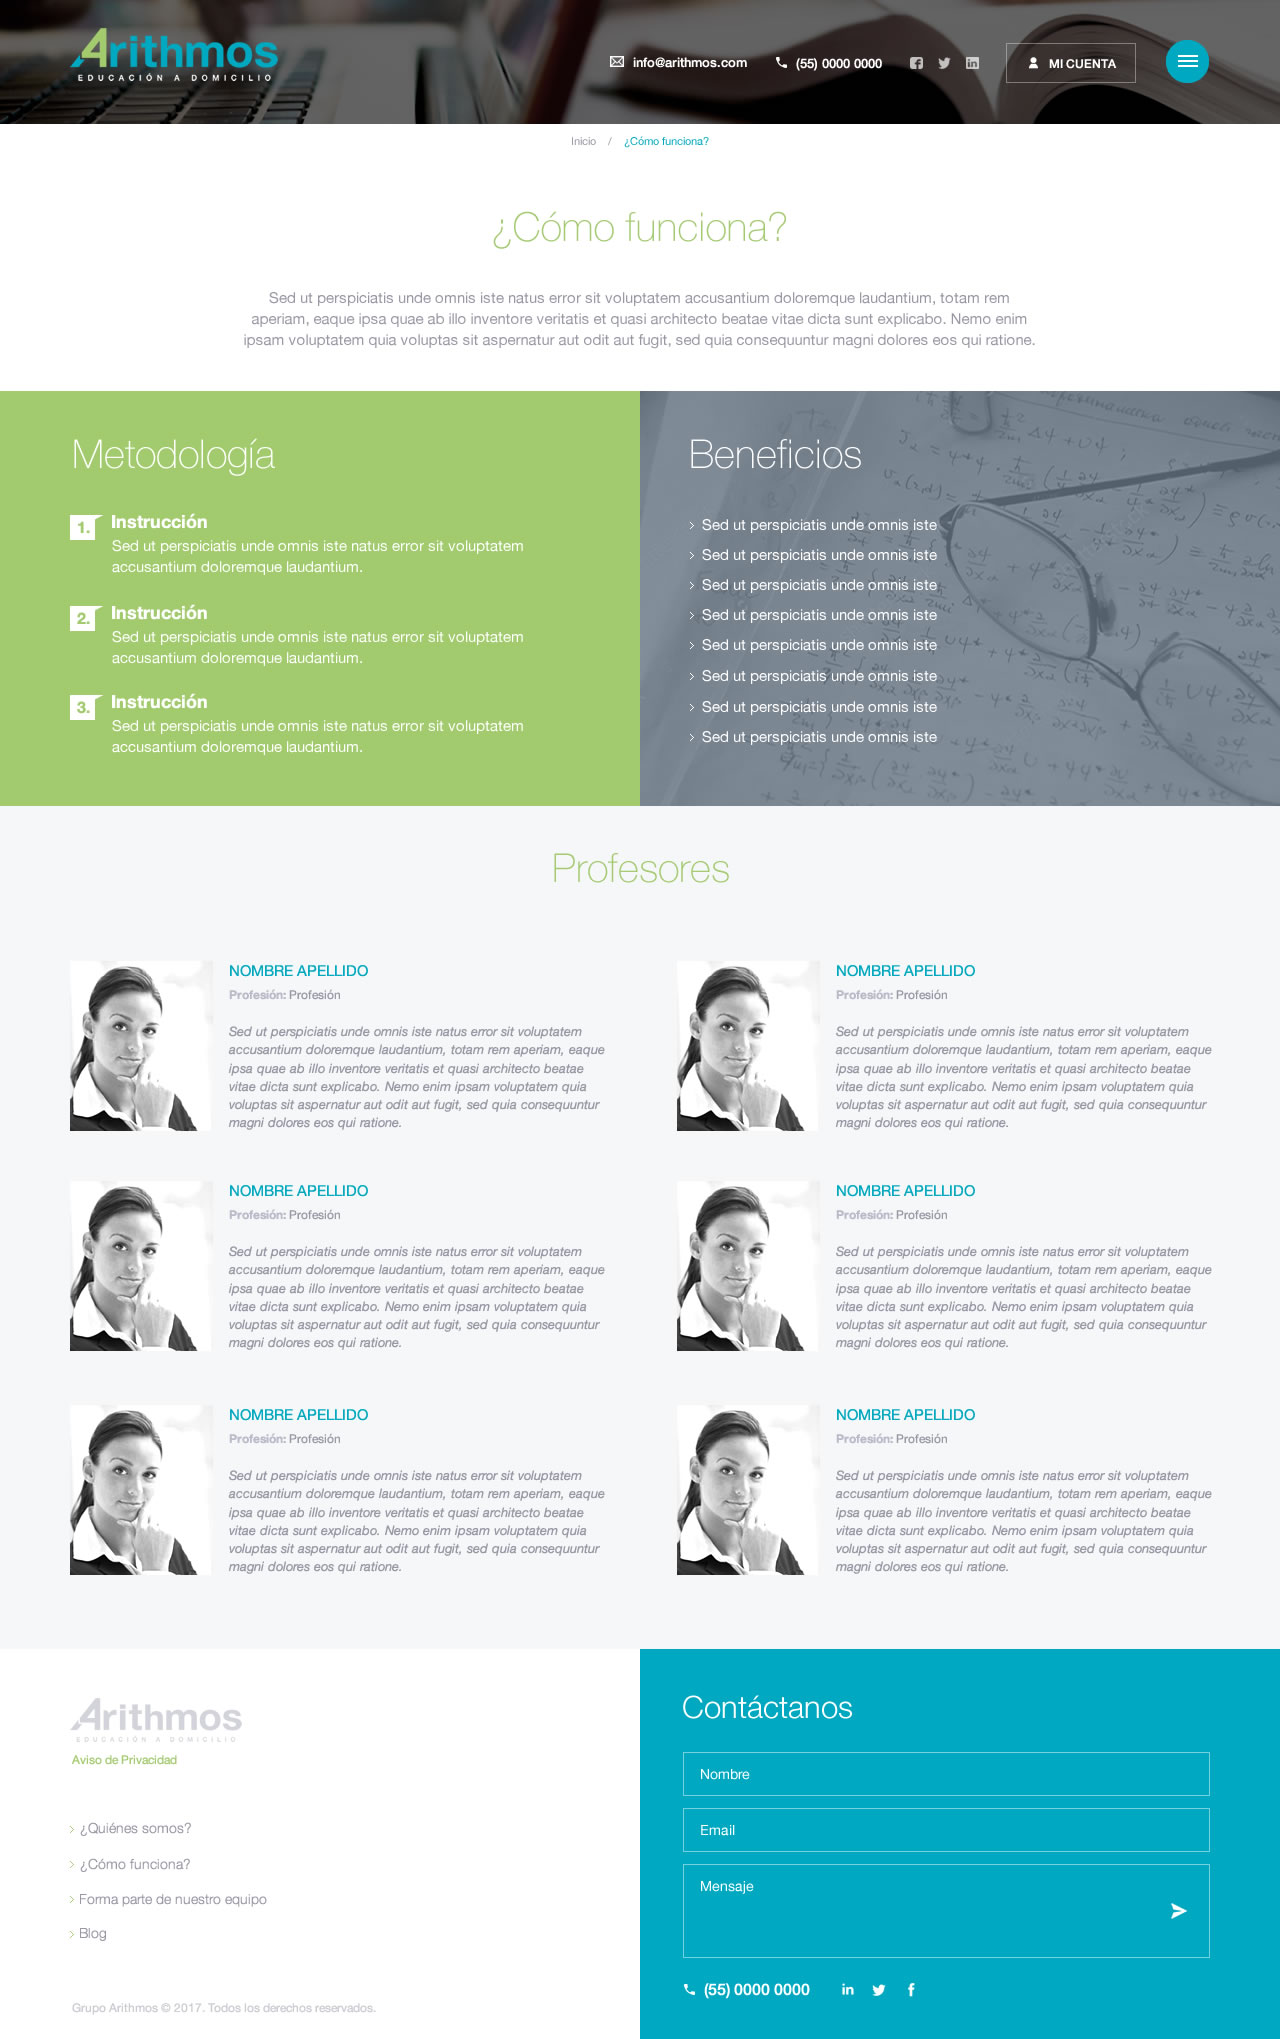 Arithmos
EDUCACIÓN A DOMICILIO
info@arithmos.com
(55) 0000 0000
MI CUENTA
Inicio / ¿Cómo funciona?
¿Cómo funciona?
Sed ut perspiciatis unde omnis iste natus error sit voluptatem accusantium doloremque laudantium, totam rem
aperiam, eaque ipsa quae ab illo inventore veritatis et quasi architecto beatae vitae dicta sunt explicabo. Nemo enim
ipsam voluptatem quia voluptas sit aspernatur aut odit aut fugit, sed quia consequuntur magni dolores eos qui ratione.
Metodología
1. Instrucción
Sed ut perspiciatis unde omnis iste natus error sit voluptatem
accusantium doloremque laudantium.
2. Instrucción
Sed ut perspiciatis unde omnis iste natus error sit voluptatem
accusantium doloremque laudantium.
3. Instrucción
Sed ut perspiciatis unde omnis iste natus error sit voluptatem
accusantium doloremque laudantium.
Beneficios
Sed ut perspiciatis unde omnis iste
Sed ut perspiciatis unde omnis iste
Sed ut perspiciatis unde omnis iste
Sed ut perspiciatis unde omnis iste
Sed ut perspiciatis unde omnis iste
Sed ut perspiciatis unde omnis iste
Sed ut perspiciatis unde omnis iste
Sed ut perspiciatis unde omnis iste
Profesores
NOMBRE APELLIDO
Profesión: Profesión
Sed ut perspiciatis unde omnis iste natus error sit voluptatem
accusantium doloremque laudantium, totam rem aperiam, eaque
ipsa quae ab illo inventore veritatis et quasi architecto beatae
vitae dicta sunt explicabo. Nemo enim ipsam voluptatem quia
voluptas sit aspernatur aut odit aut fugit, sed quia consequuntur
magni dolores eos qui ratione.
NOMBRE APELLIDO
Profesión: Profesión
Sed ut perspiciatis unde omnis iste natus error sit voluptatem
accusantium doloremque laudantium, totam rem aperiam, eaque
ipsa quae ab illo inventore veritatis et quasi architecto beatae
vitae dicta sunt explicabo. Nemo enim ipsam voluptatem quia
voluptas sit aspernatur aut odit aut fugit, sed quia consequuntur
magni dolores eos qui ratione.
NOMBRE APELLIDO
Profesión: Profesión
Sed ut perspiciatis unde omnis iste natus error sit voluptatem
accusantium doloremque laudantium, totam rem aperiam, eaque
ipsa quae ab illo inventore veritatis et quasi architecto beatae
vitae dicta sunt explicabo. Nemo enim ipsam voluptatem quia
voluptas sit aspernatur aut odit aut fugit, sed quia consequuntur
magni dolores eos qui ratione.
NOMBRE APELLIDO
Profesión: Profesión
Sed ut perspiciatis unde omnis iste natus error sit voluptatem
accusantium doloremque laudantium, totam rem aperiam, eaque
ipsa quae ab illo inventore veritatis et quasi architecto beatae
vitae dicta sunt explicabo. Nemo enim ipsam voluptatem quia
voluptas sit aspernatur aut odit aut fugit, sed quia consequuntur
magni dolores eos qui ratione.
NOMBRE APELLIDO
Profesión: Profesión
Sed ut perspiciatis unde omnis iste natus error sit voluptatem
accusantium doloremque laudantium, totam rem aperiam, eaque
ipsa quae ab illo inventore veritatis et quasi architecto beatae
vitae dicta sunt explicabo. Nemo enim ipsam voluptatem quia
voluptas sit aspernatur aut odit aut fugit, sed quia consequuntur
magni dolores eos qui ratione.
NOMBRE APELLIDO
Profesión: Profesión
Sed ut perspiciatis unde omnis iste natus error sit voluptatem
accusantium doloremque laudantium, totam rem aperiam, eaque
ipsa quae ab illo inventore veritatis et quasi architecto beatae
vitae dicta sunt explicabo. Nemo enim ipsam voluptatem quia
voluptas sit aspernatur aut odit aut fugit, sed quia consequuntur
magni dolores eos qui ratione.
Arithmos
EDUCACIÓN A DOMICILIO
Aviso de Privacidad
¿Quiénes somos?
¿Cómo funciona?
Forma parte de nuestro equipo
Blog
Grupo Arithmos © 2017. Todos los derechos reservados.
Contáctanos
Nombre
Email
Mensaje
(55) 0000 0000